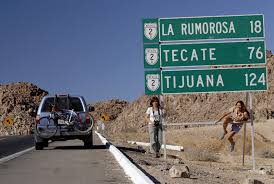 2 LA RUMOROSA 18
2 TECATE 76
2 TIJUANA 124